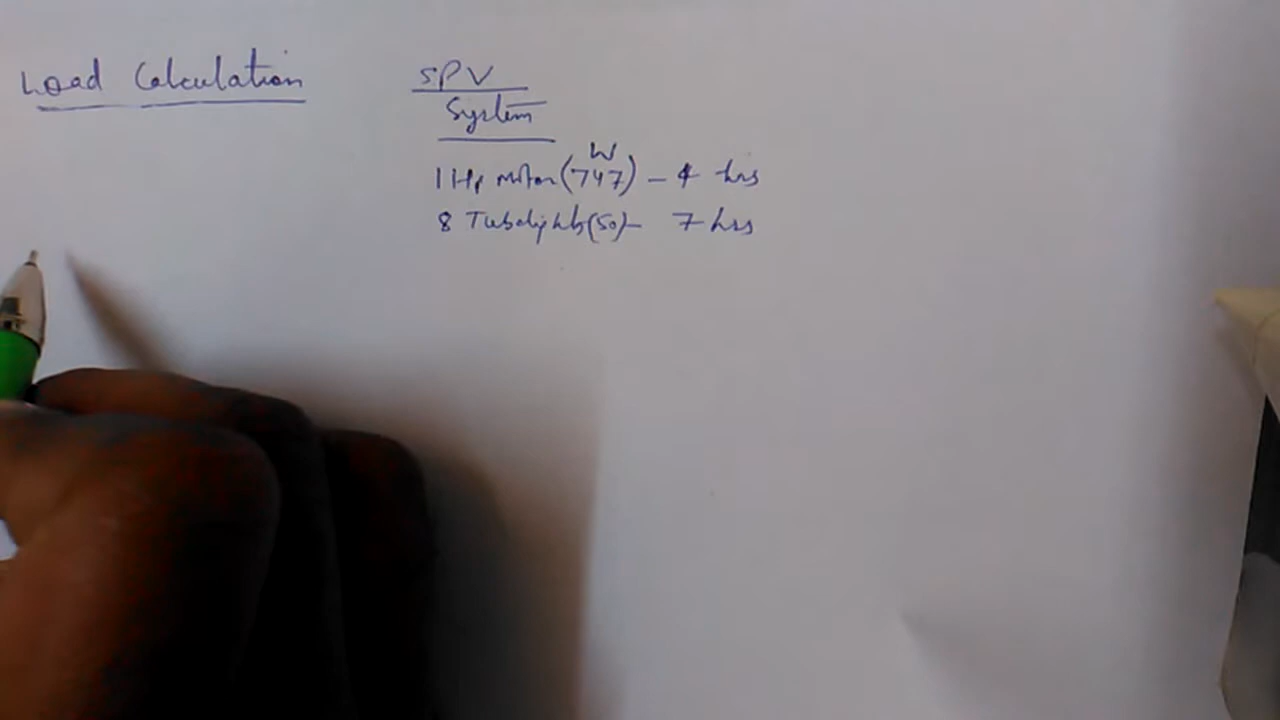 Load Calculation
SPV
System
W
1 Hp Motor (747) - 4 hrs
8 Tubelights (50) - 7 hrs